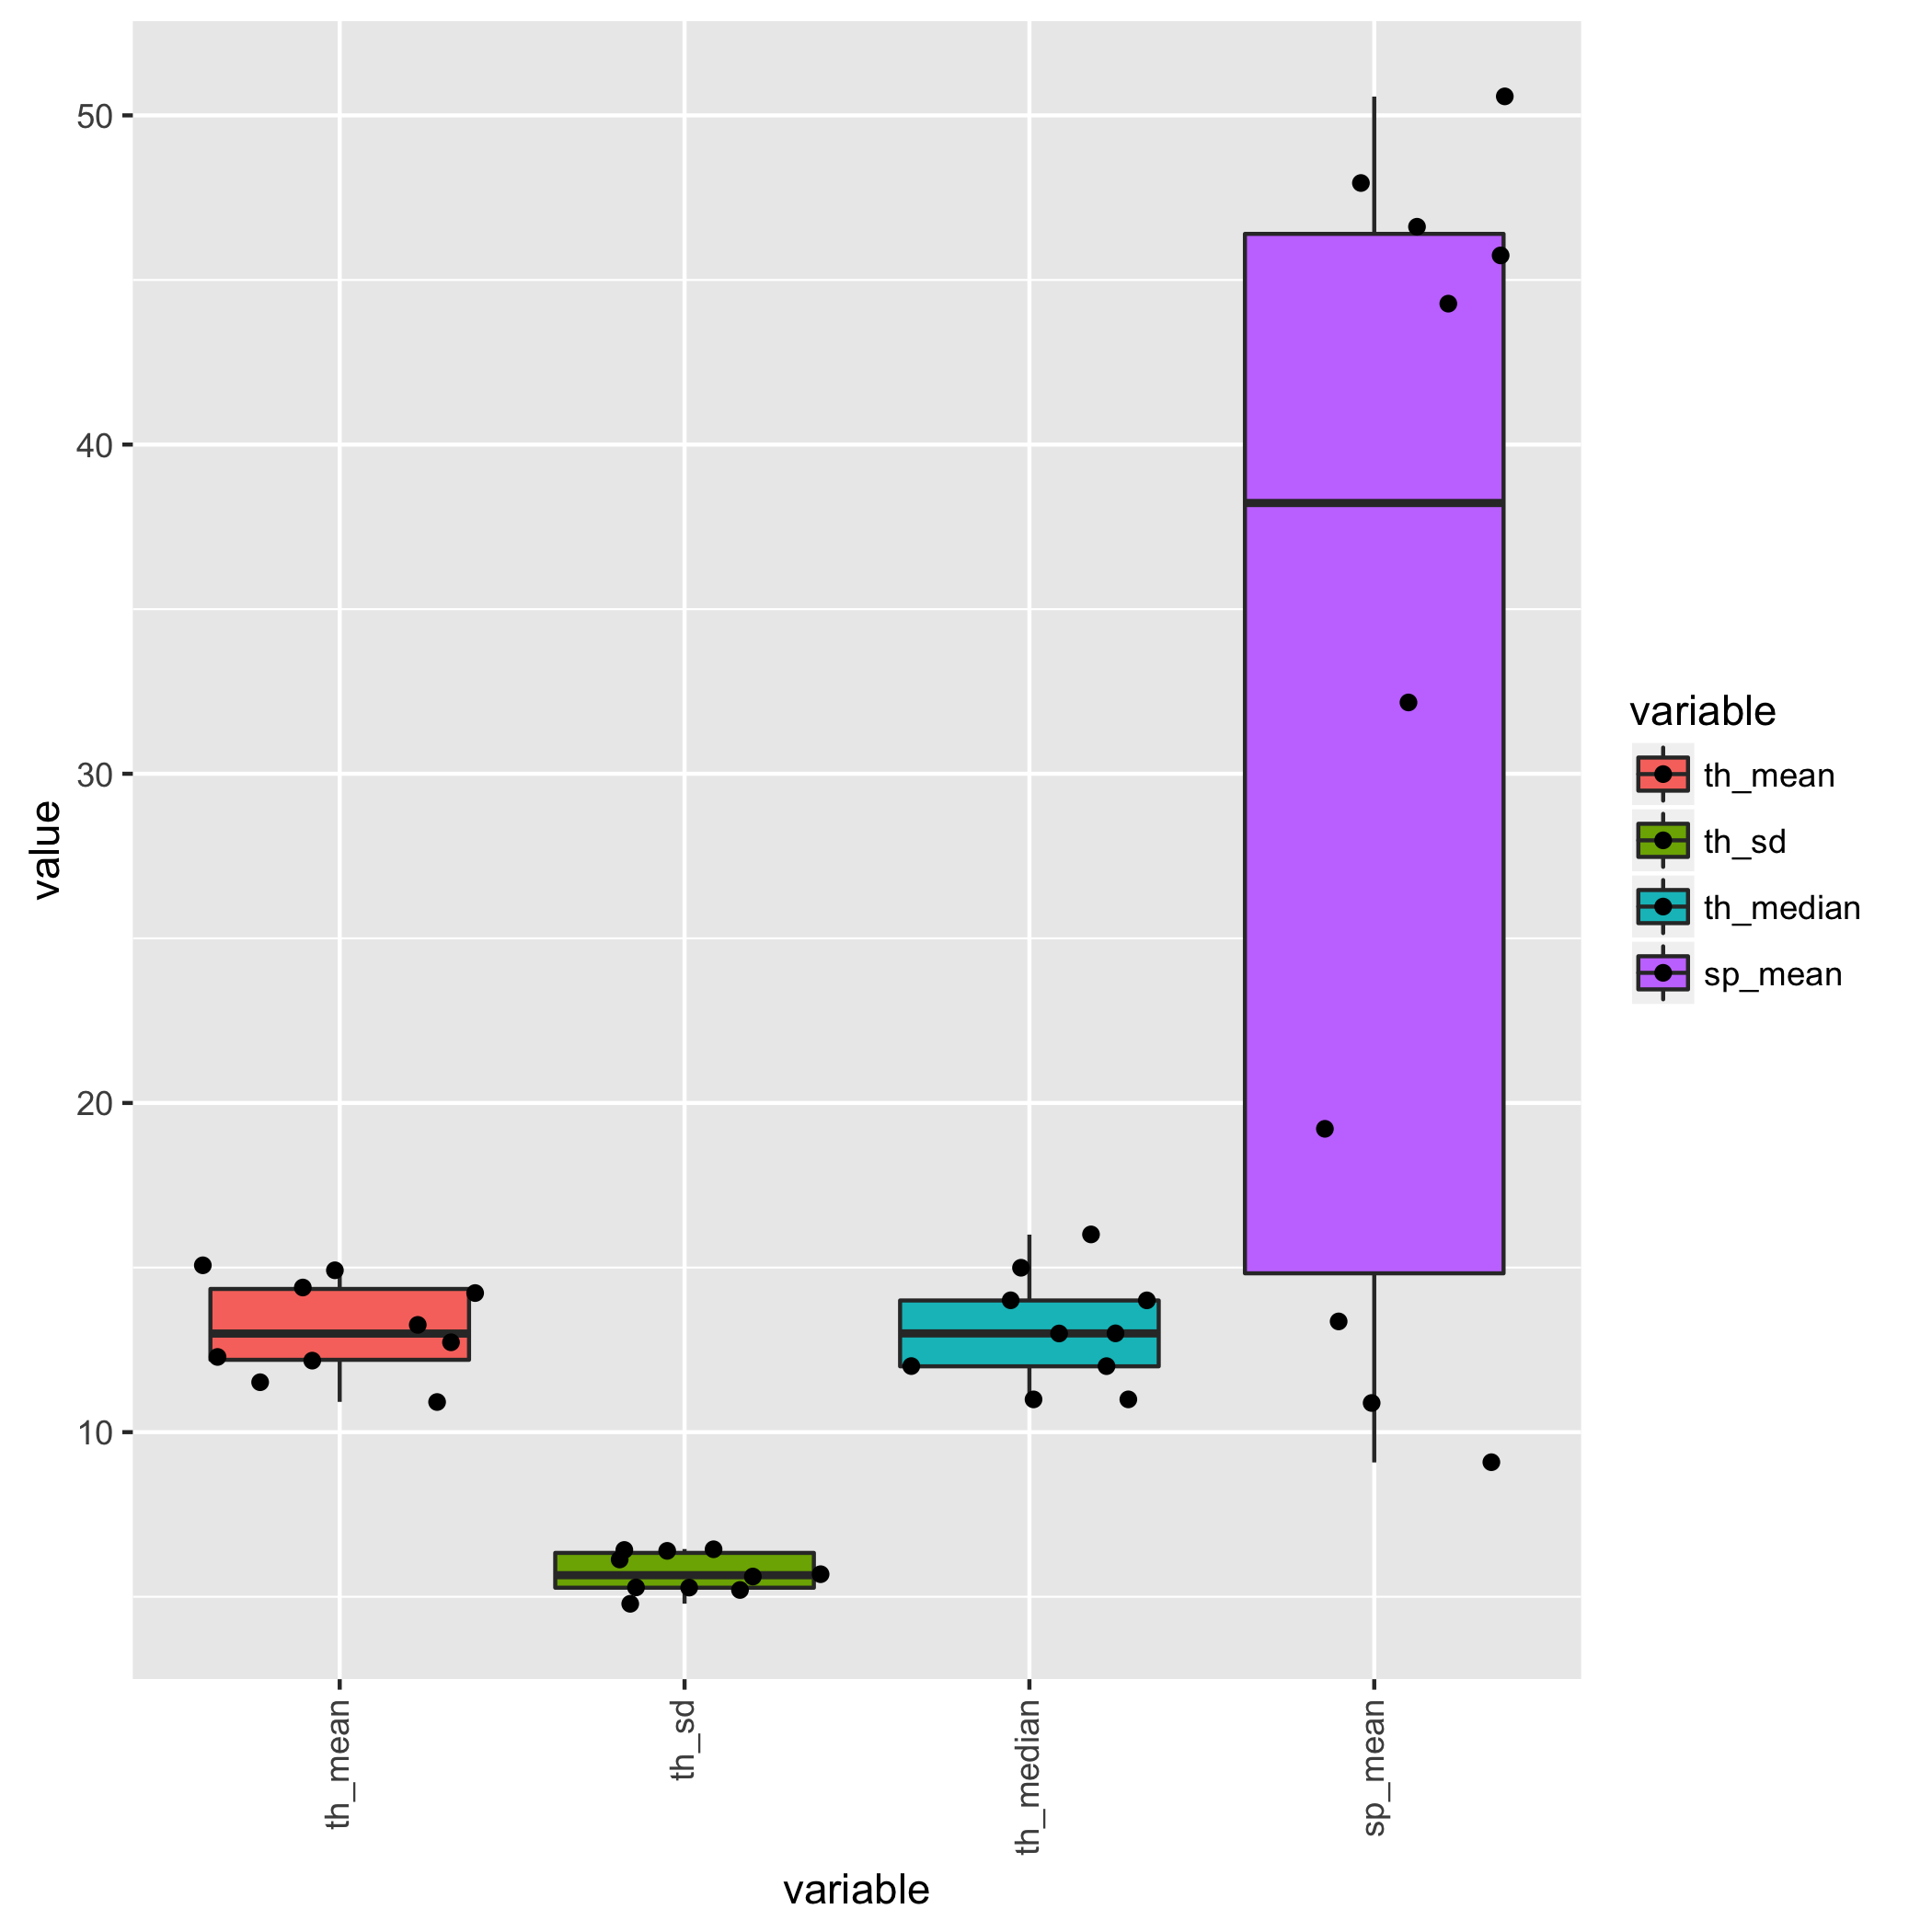 50
40
30
20
10
value
th_mean
th_sd
th_median
sp_mean
variable
variable
th_mean
th_sd
th_median
sp_mean